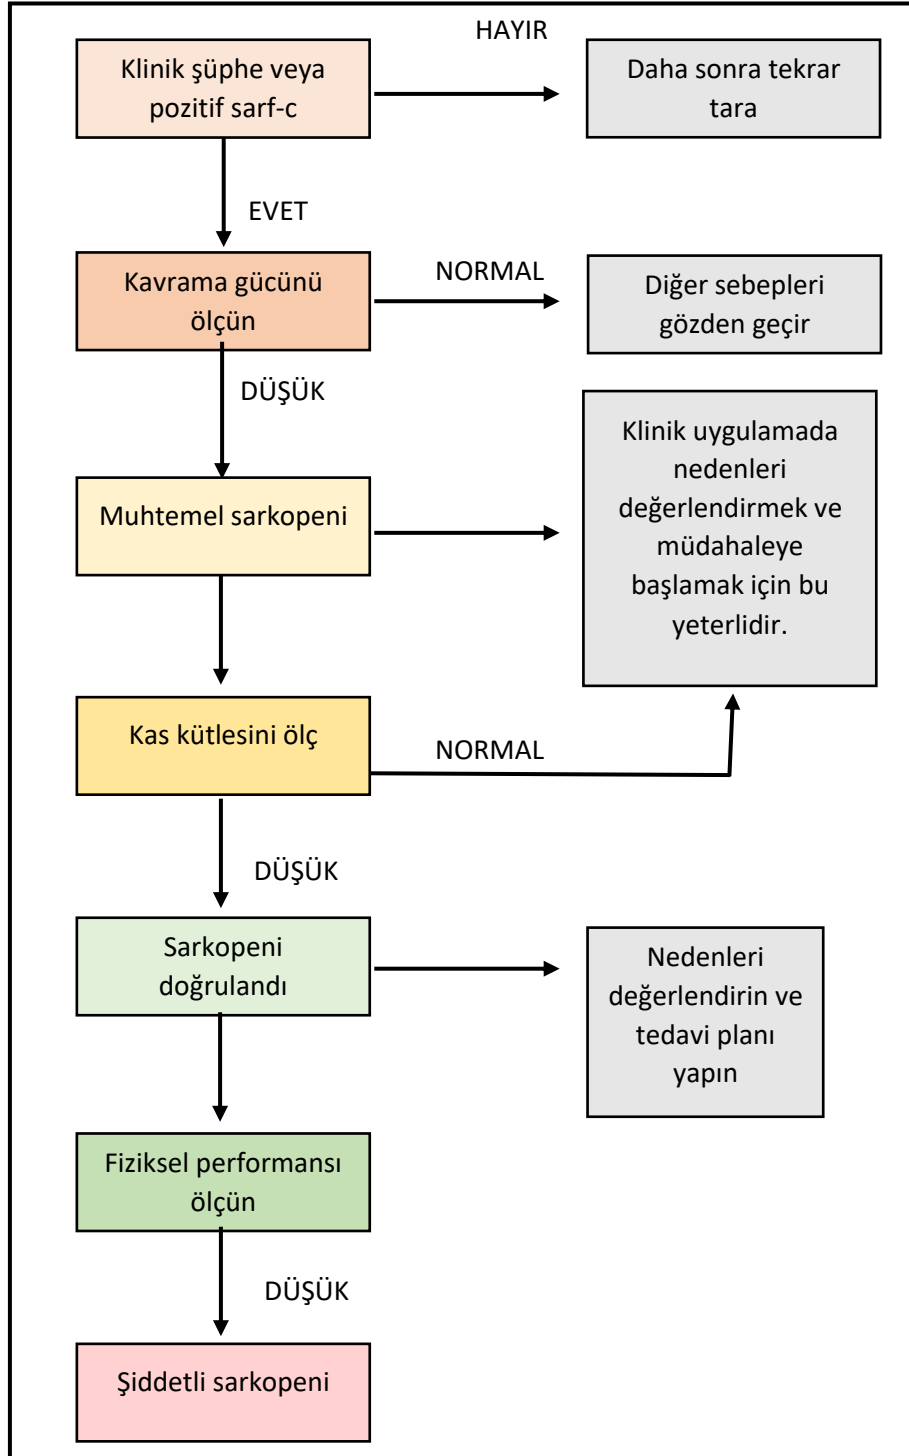 HAYIR
Klinik şüphe veya
pozitif sarf-c
Daha sonra tekrar
tara
EVET
Kavrama gücünü
ölçün
NORMAL
Diğer sebepleri
gözden geçir
DÜŞÜK
Muhtemel sarkopeni
Klinik uygulamada
nedenleri
değerlendirmek ve
müdahaleye
başlamak için bu
yeterlidir.
Kas kütlesini ölç
NORMAL
DÜŞÜK
Sarkopeni
doğrulandı
Nedenleri
değerlendirin ve
tedavi planı
yapın
Fiziksel performansı
ölçün
DÜŞÜK
Şiddetli sarkopeni